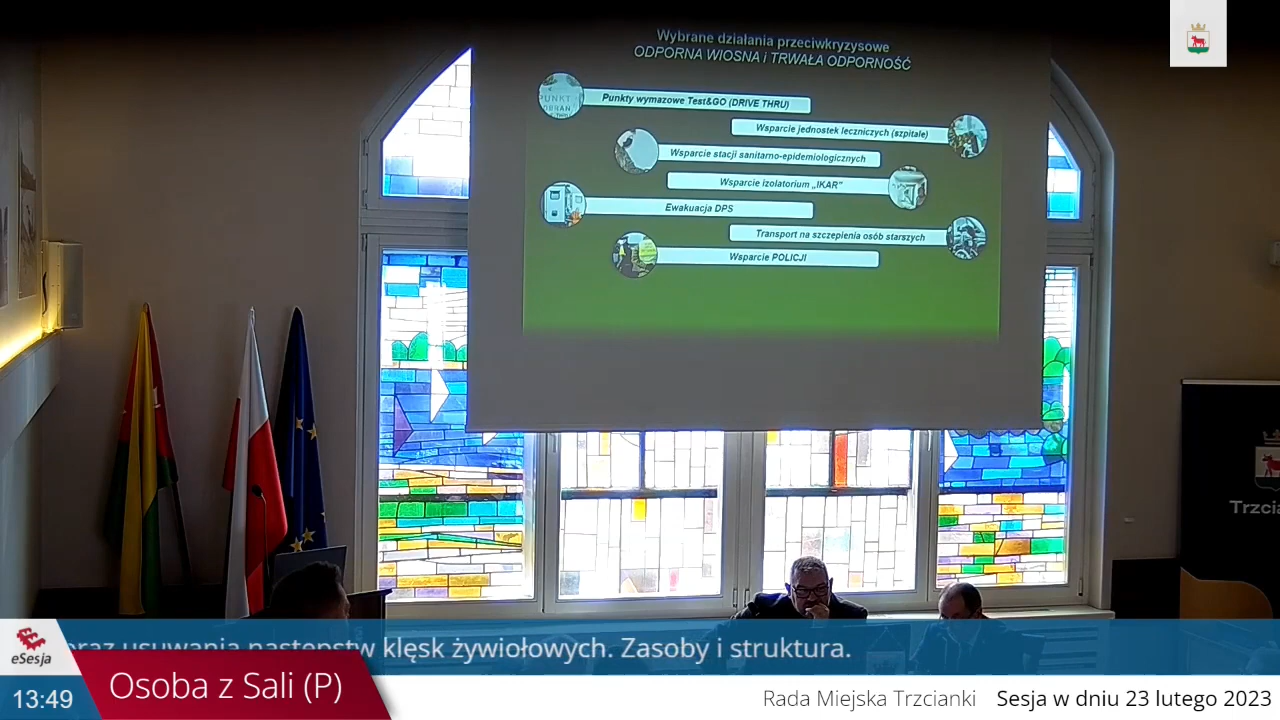 Wybrane działania przeciwkryzysowe
ODPORNA WIOSNA i TRWAŁA ODPORNOŚĆ
PUNKT
Punkty wymazowe Test&GO (DRIVE THRU)
Wsparcie jednostek leczniczych (szpitale)
Wsparcie stacji sanitarno-epidemiologicznych
Wsparcie izolatorium „IKAR”
Ewakuacja DPS
Transport na szczepienia osób starszych
Wsparcie POLICJI
Trzcia
oraz usuwania następstw klęsk żywiołowych. Zasoby i struktura.
eSesja
Osoba z Sali (P)
13:49
Rada Miejska Trzcianki Sesja w dniu 23 lutego 2023